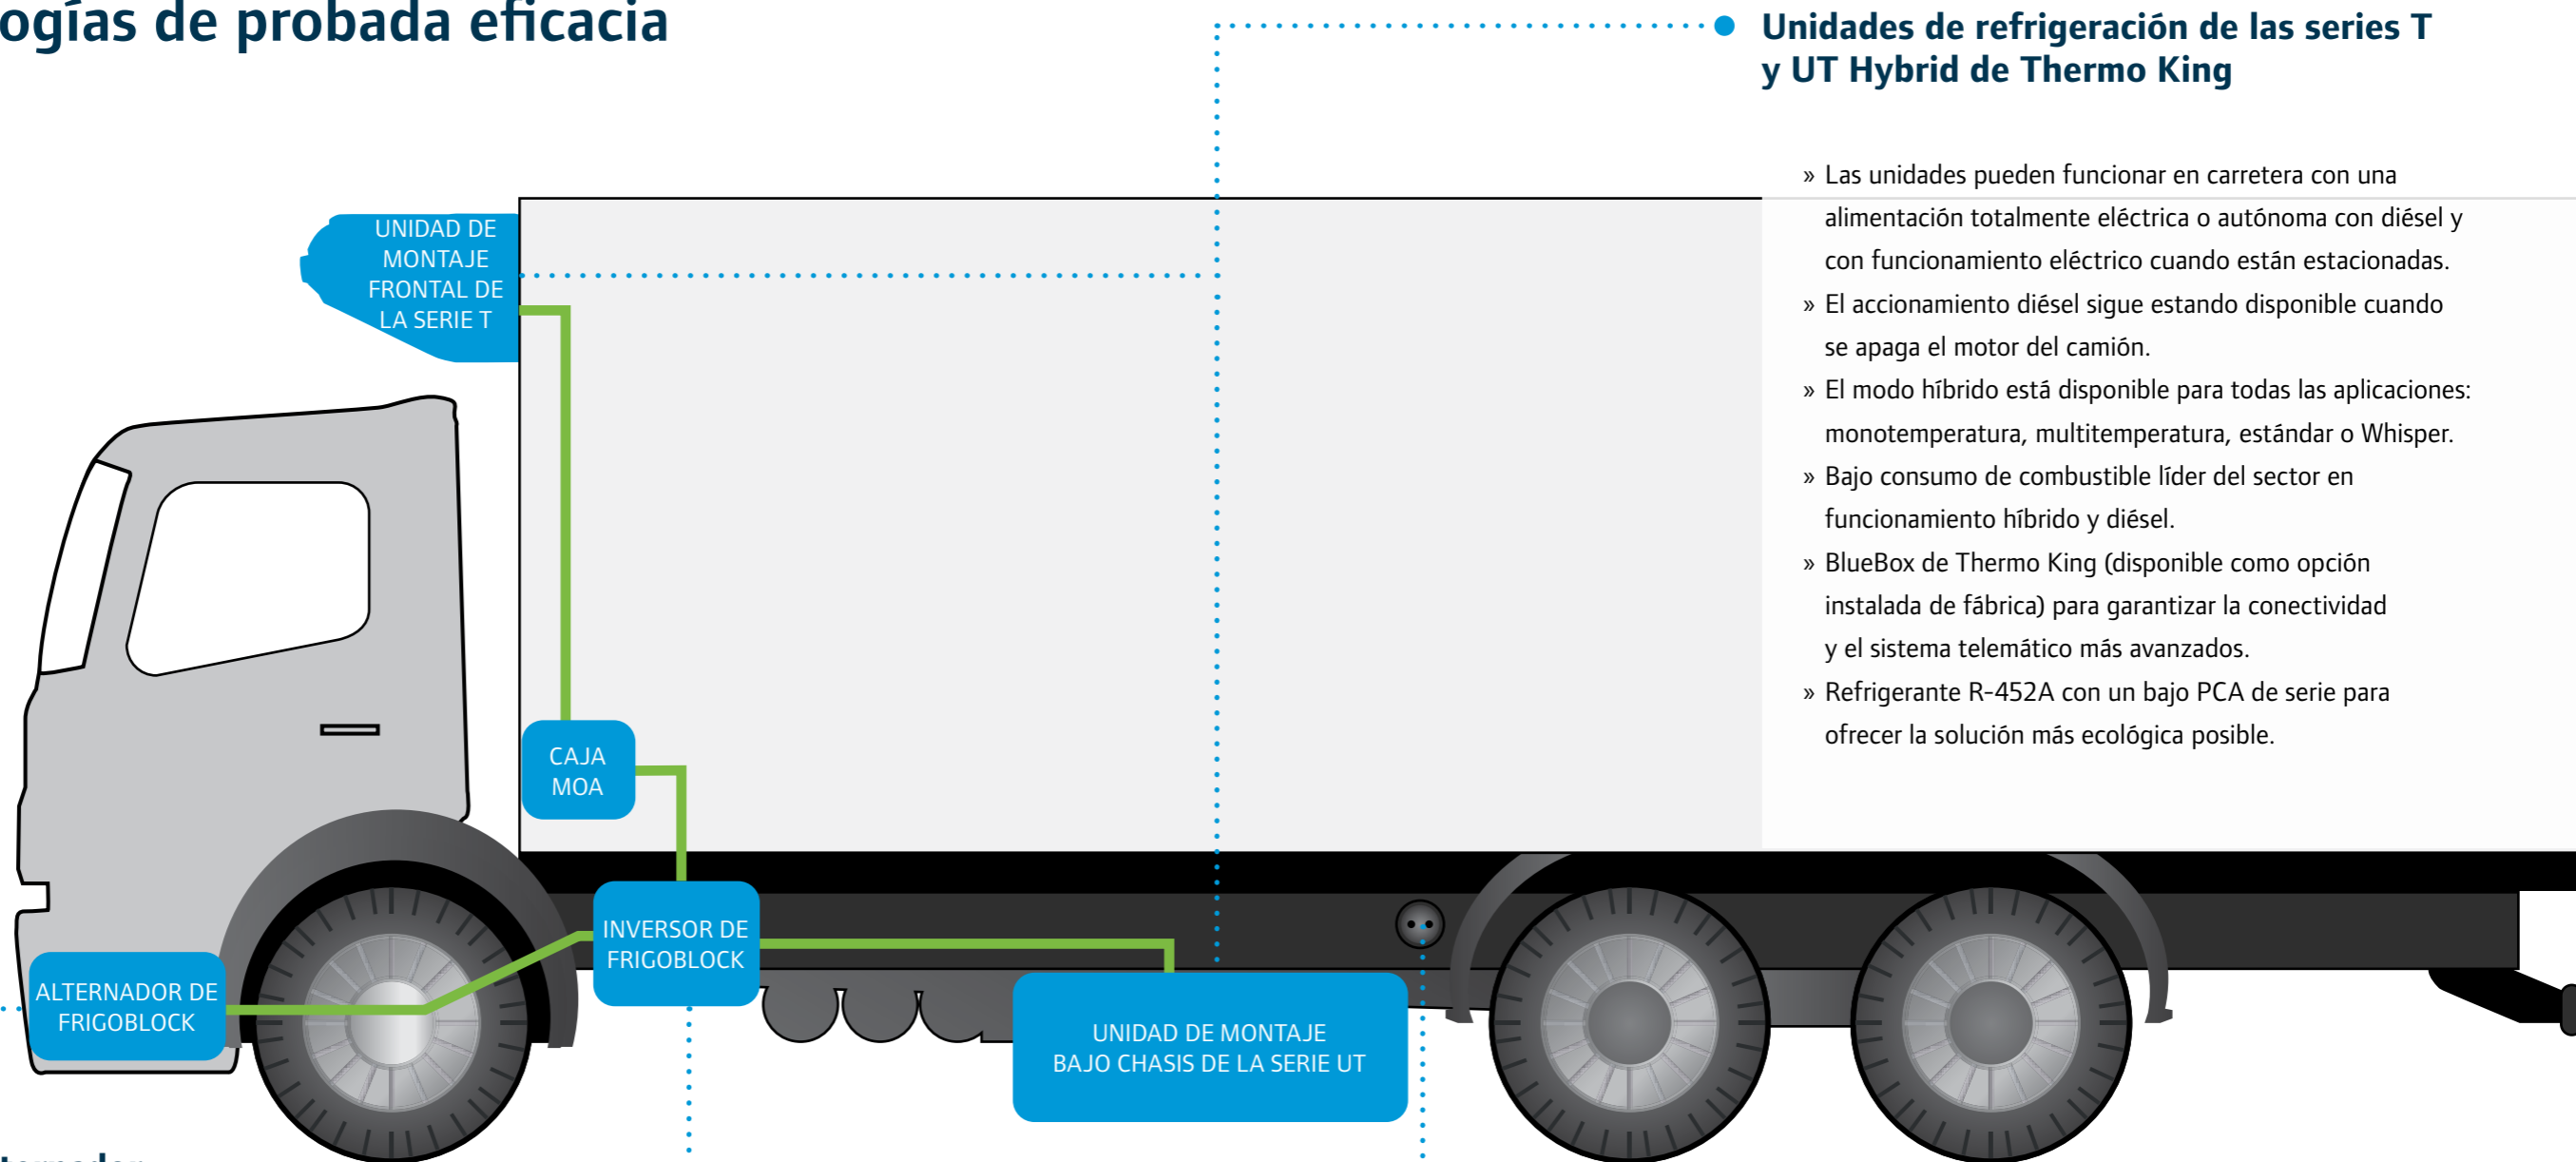 ogías de probada eficacia
Unidades de refrigeración de las series T
y UT Hybrid de Thermo King
» Las unidades pueden funcionar en carretera con una
alimentación totalmente eléctrica o autónoma con diésel y
con funcionamiento eléctrico cuando están estacionadas.
» El accionamiento diésel sigue estando disponible cuando
se apaga el motor del camión.
» El modo híbrido está disponible para todas las aplicaciones:
monotemperatura, multitemperatura, estándar o Whisper.
» Bajo consumo de combustible líder del sector en
funcionamiento híbrido y diésel.
» BlueBox de Thermo King (disponible como opción
instalada de fábrica) para garantizar la conectividad
y el sistema telemático más avanzados.
» Refrigerante R-452A con un bajo PCA de serie para
ofrecer la solución más ecológica posible.
UNIDAD DE
MONTAJE
FRONTAL DE
LA SERIE T
CAJA
MOA
INVERSOR DE
FRIGOBLOCK
ALTERNADOR DE
FRIGOBLOCK
UNIDAD DE MONTAJE
BAJO CHASIS DE LA SERIE UT